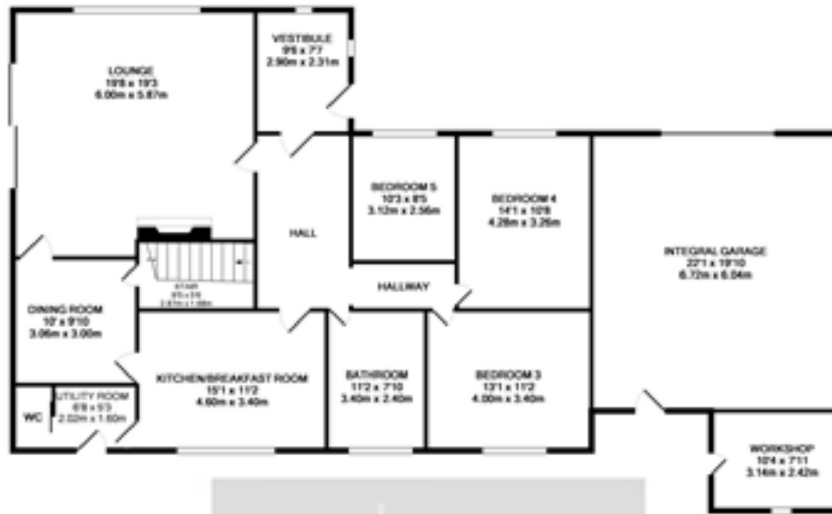 VESTIBULE
9'6 x 7'7
2.90m x 2.31m
LOUNGE
19'8 x 19'3
6.00m x 5.87m
BEDROOM 5
10'3 x 8'5
3.12m x 2.56m
BEDROOM 4
14'1 x 10'8
4.28m x 3.26m
HALL
INTEGRAL GARAGE
22'1 x 19'10
6.72m x 6.04m
HALLWAY
DINING ROOM
10' x 9'10
3.06m x 3.00m
KITCHEN/BREAKFAST ROOM
15'1 x 11'2
4.60m x 3.40m
BATHROOM
11'2 x 7'10
3.40m x 2.40m
BEDROOM 3
13'1 x 11'2
4.00m x 3.40m
WC
UTILITY ROOM
6'8 x 5'3
2.02m x 1.60m
WORKSHOP
10'4 x 7'11
3.14m x 2.42m